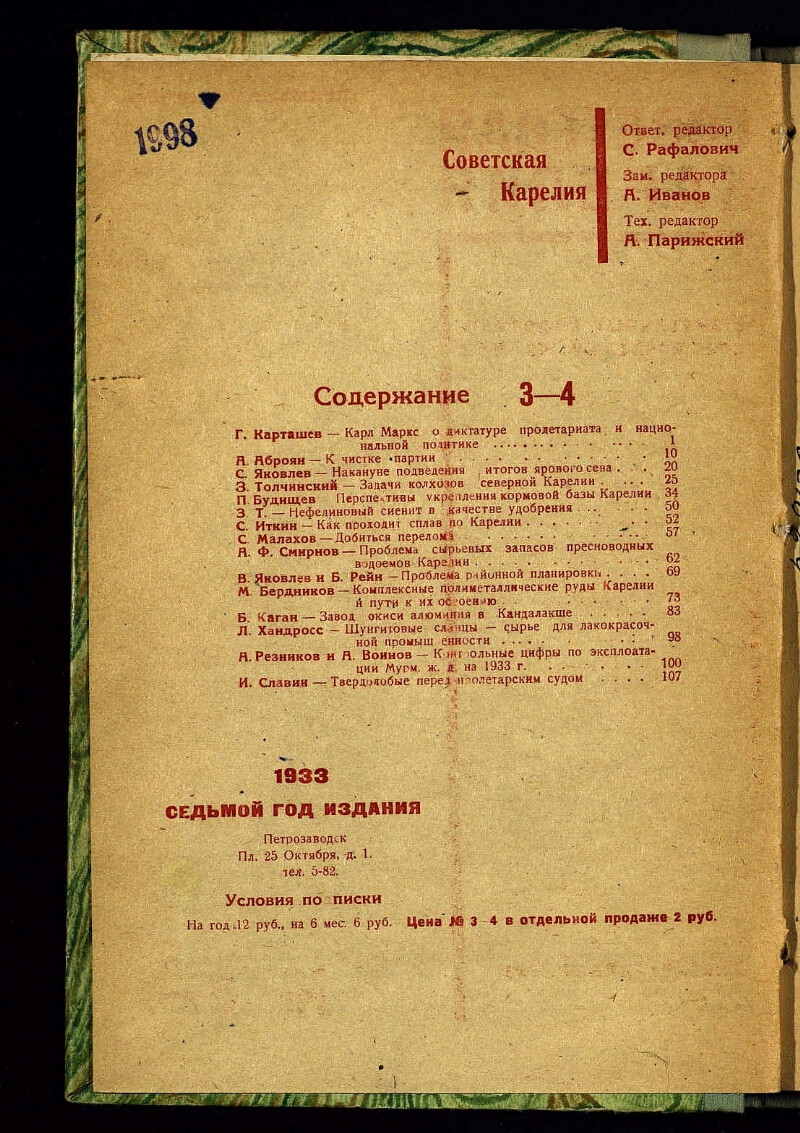 1998
Советская
Карелия
Ответ. редактор
С. Рафалович
Зам. редактора
А. Иванов
Тех. редактор
А. Парижский
Содержание 3—4
Г. Карташев — Карл Маркс о диктатуре пролетариата и нацио-
нальной политике 1
А. Аброян — К чистке партии 10
С. Яковлев — Накануне подведения итогов ярового сева 20
З. Толчинский — Задачи колхозов северной Карелии 25
П. Будищев Перспективы укрепления кормовой базы Карелии 34
З. Т. — Нефелиновый сиенит в качестве удобрения 50
С. Иткин — Как проходит сплав по Карелии 52
С. Малахов — Добиться перелома 57
А. Ф. Смирнов — Проблема сырьевых запасов пресноводных
водоемов Карелии 62
В. Яковлев и Б. Рейн — Проблема районной планировки 69
М. Бердников — Комплексные полиметаллические руды Карелии
и пути к их освоению 73
Б. Каган — Завод окиси алюминия в Кандалакше 83
Л. Хандросс — Шунгитовые сланцы — сырье для лакокрасоч-
ной промышленности 98
А. Резников и А. Воинов — Контрольные цифры по эксплоата-
ции Мурм. ж. д. на 1933 г. 100
И. Славин — Твердолобые перед пролетарским судом 107
1933
СЕДЬМОЙ ГОД ИЗДАНИЯ
Петрозаводск
Пл. 25 Октября, д. 1.
тел. 5-82.
Условия по писки
На год 12 руб., на 6 мес. 6 руб. Цена № 3—4 в отдельной продаже 2 руб.